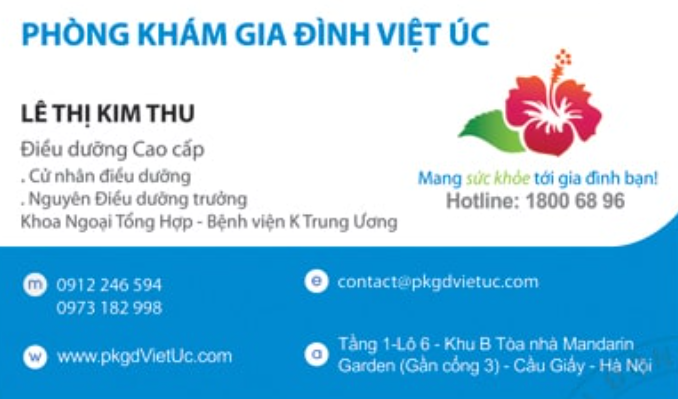 PHÒNG KHÁM GIA ĐÌNH VIỆT ÚC
LÊ THỊ KIM THU
Điều dưỡng Cao cấp
. Cử nhân điều dưỡng
. Nguyên Điều dưỡng trưởng
Khoa Ngoại Tổng Hợp - Bệnh viện K Trung Ương
Mang sức khỏe tới gia đình bạn!
Hotline: 1800 68 96
m 0912 246 594
0973 182 998
e contact@pkgdvietuc.com
w www.pkgdVietUc.com
a Tầng 1-Lô 6 - Khu B Tòa nhà Mandarin
Garden (Gần cổng 3) - Cầu Giấy - Hà Nội